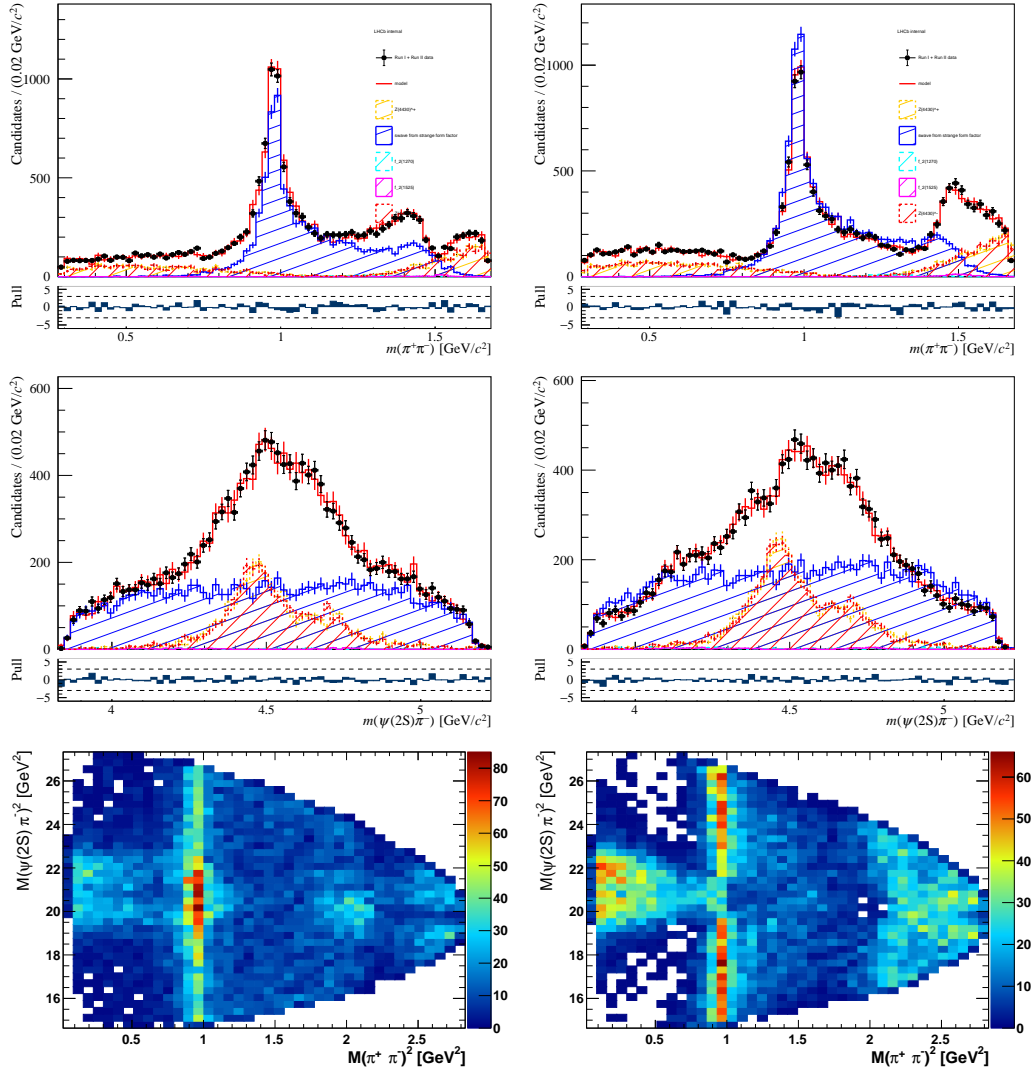 Candidates / (0.02 GeV/c²)
1000
500
0
LHCb internal
Run I + Run II data
model
Z(4430)^+
swave from strange form factor
f_2(1270)
f_2(1525)
Z(4430)^-
Pull
5
0
−5
0.5 1 1.5
m(π⁺π⁻) [GeV/c²]
Candidates / (0.02 GeV/c²)
1000
500
0
LHCb internal
Run I + Run II data
model
Z(4430)^+
swave from strange form factor
f_2(1270)
f_2(1525)
Z(4430)^-
Pull
5
0
−5
0.5 1 1.5
m(π⁺π⁻) [GeV/c²]
Candidates / (0.02 GeV/c²)
600
400
200
0
Pull
5
0
−5
4 4.5 5
m(ψ(2S)π⁻) [GeV/c²]
Candidates / (0.02 GeV/c²)
600
400
200
0
Pull
5
0
−5
4 4.5 5
m(ψ(2S)π⁻) [GeV/c²]
M(ψ(2S) π⁻)² [GeV²]
26
24
22
20
18
16
0.5 1 1.5 2 2.5
M(π⁺ π⁻)² [GeV²]
80
70
60
50
40
30
20
10
0
M(ψ(2S) π⁻)² [GeV²]
26
24
22
20
18
16
0.5 1 1.5 2 2.5
M(π⁺ π⁻)² [GeV²]
60
50
40
30
20
10
0